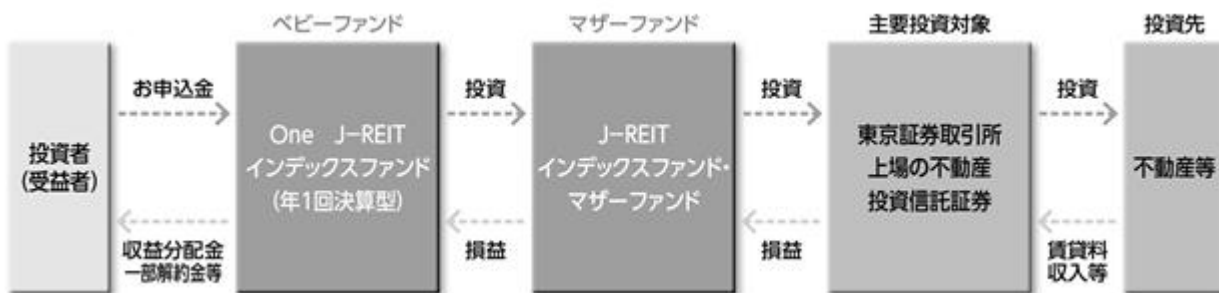 ベビーファンド
マザーファンド
主要投資対象
投資先
お申込金
投資
投資
投資
投資者
(受益者)
One J-REIT
インデックスファンド
(年1回決算型)
J-REIT
インデックスファンド・
マザーファンド
東京証券取引所
上場の不動産
投資信託証券
不動産等
収益分配金
一部解約金等
損益
損益
賃貸料
収入等